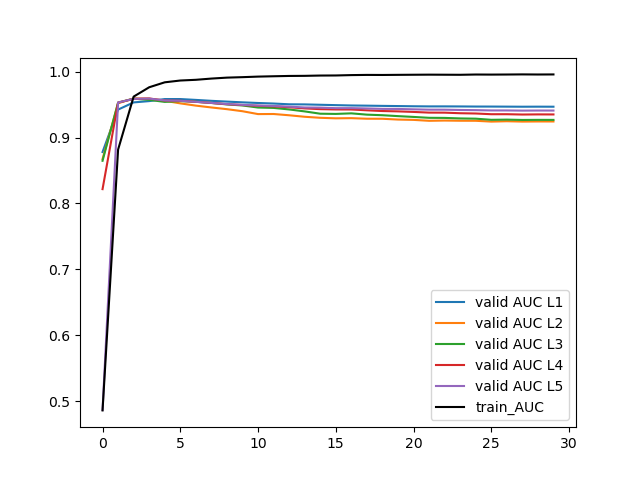 1.0
0.9
0.8
0.7
0.6
0.5
0
5
10
15
20
25
30
valid AUC L1
valid AUC L2
valid AUC L3
valid AUC L4
valid AUC L5
train_AUC